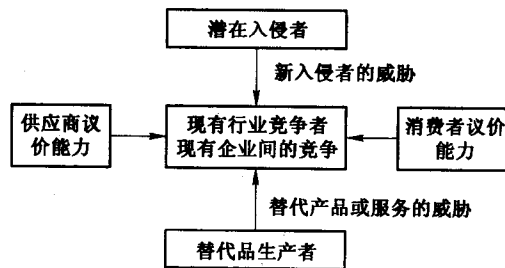 潜在入侵者
新入侵者的威胁
供应商议
价能力
现有行业竞争者
现有企业间的竞争
消费者议价
能力
替代产品或服务的威胁
替代品生产者